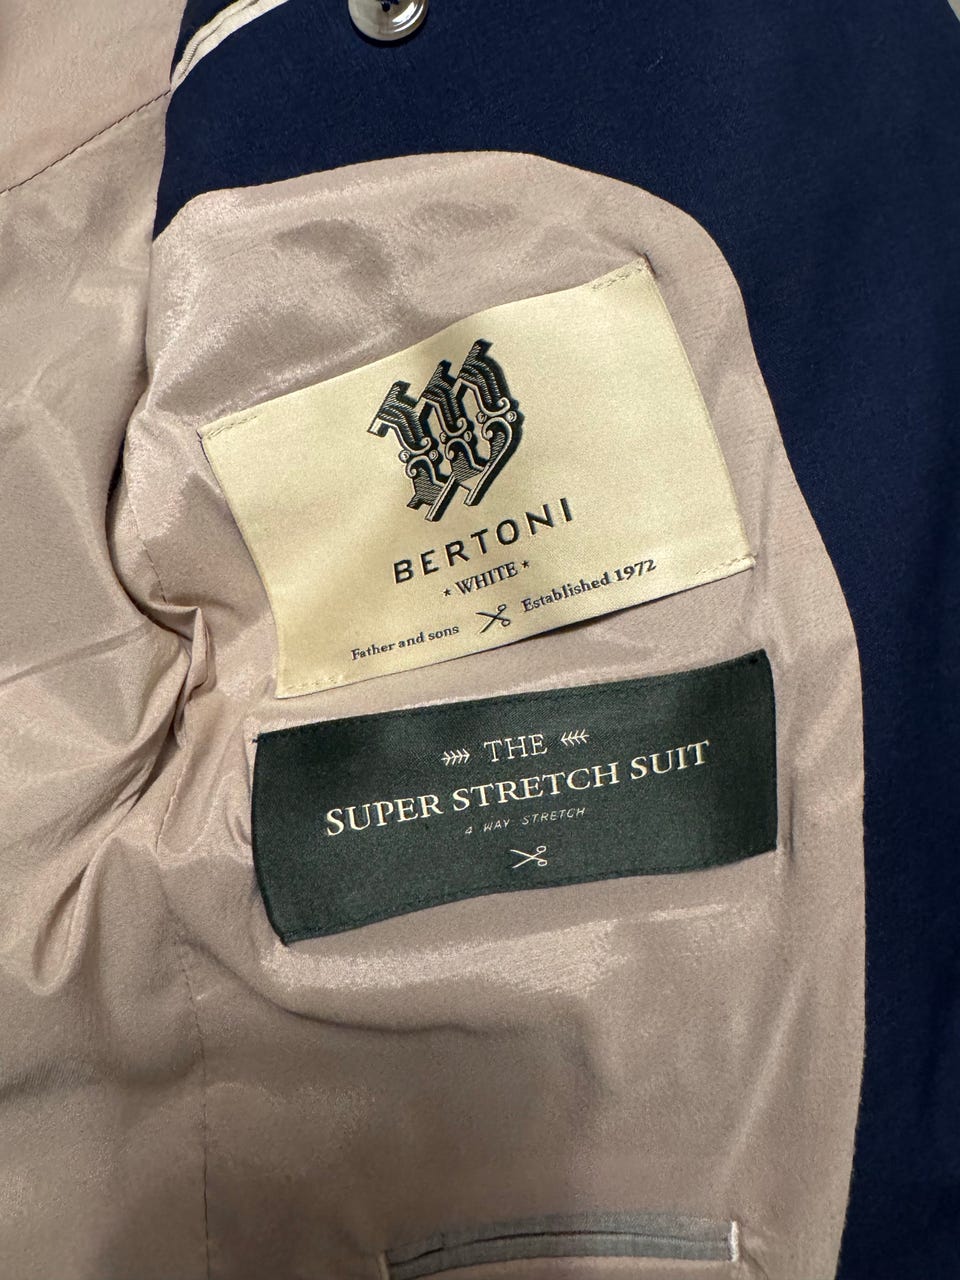 W
BERTONI
* WHITE *
Father and sons Established 1972
THE
SUPER STRETCH SUIT
4 WAY STRETCH